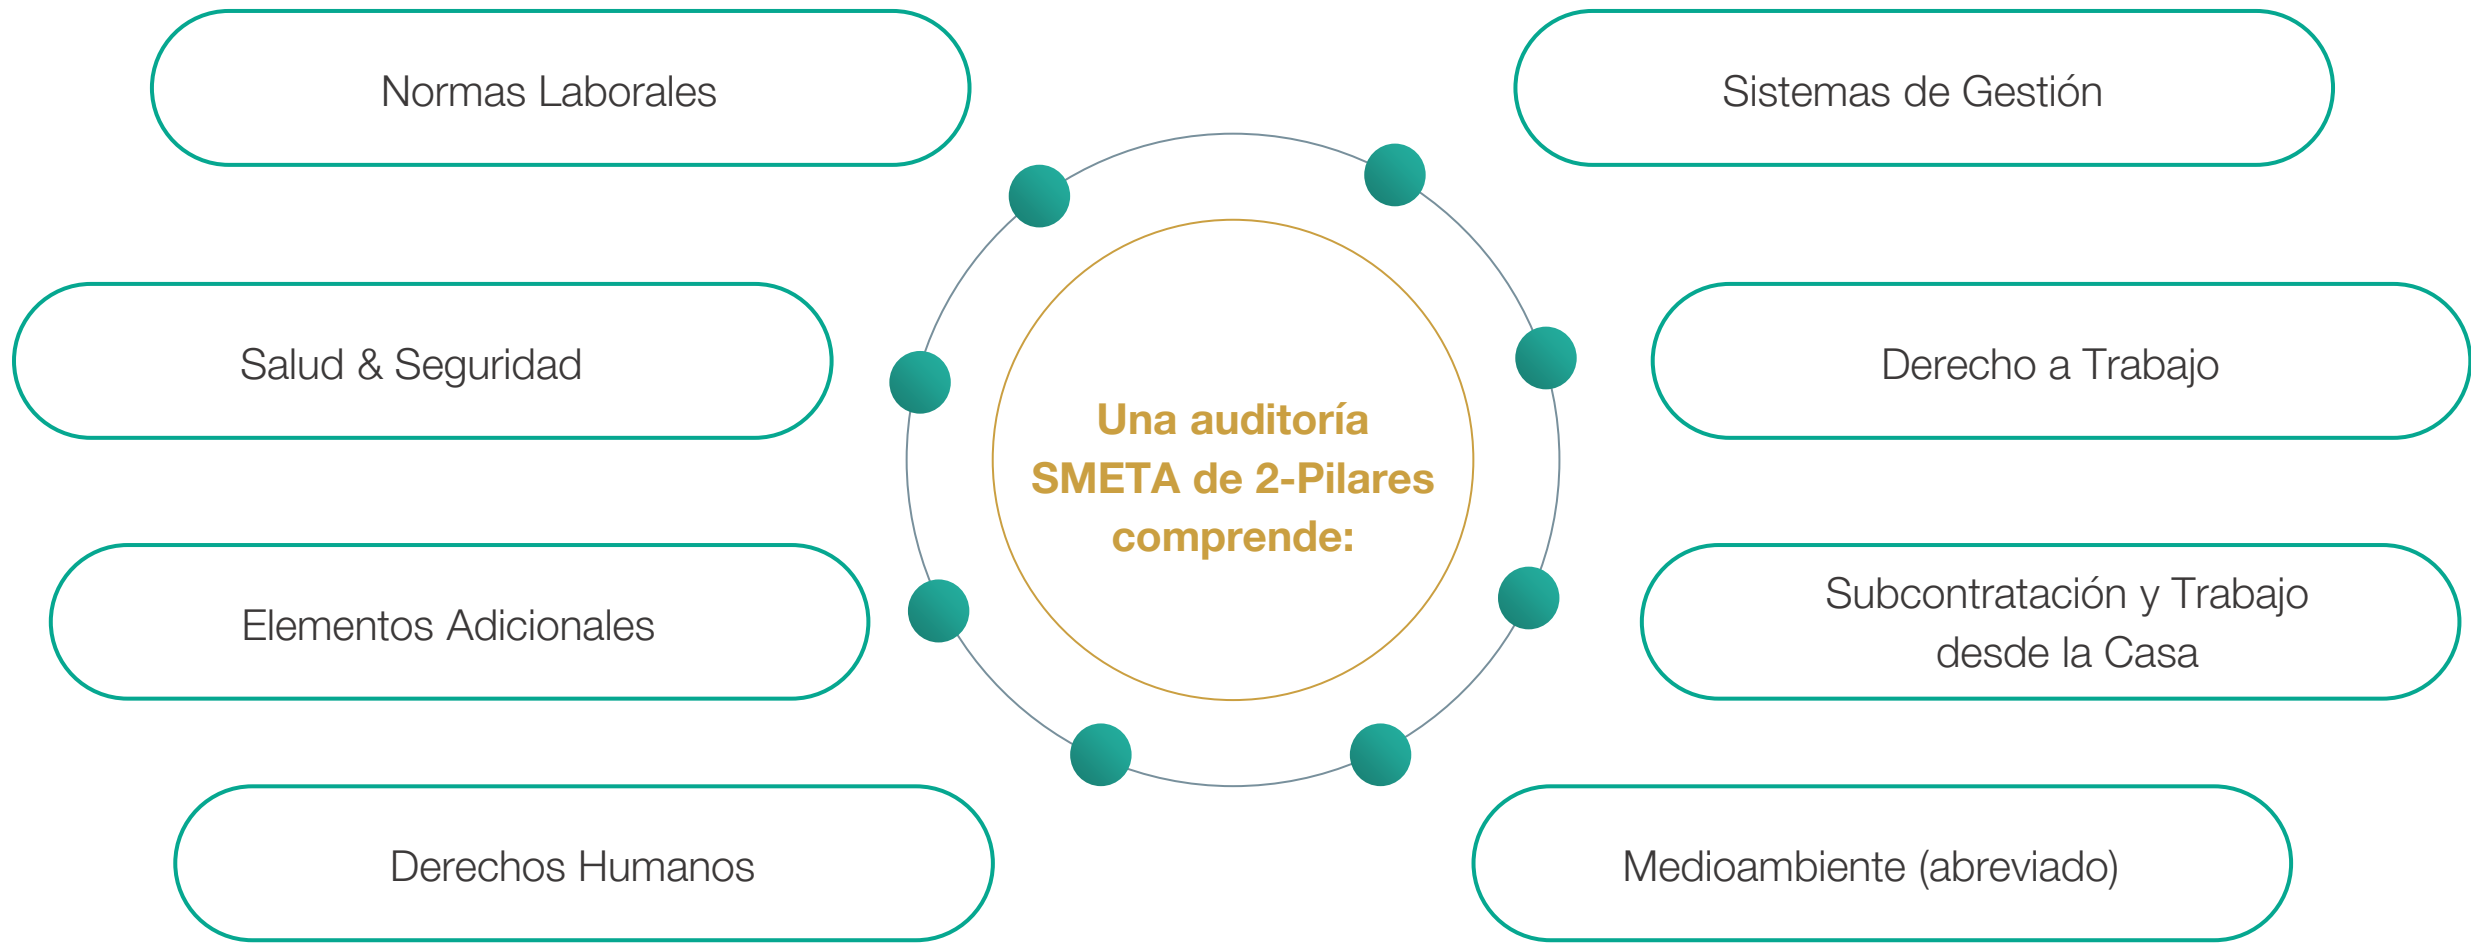 Normas Laborales
Sistemas de Gestión
Salud & Seguridad
Derecho a Trabajo
Una auditoría
SMETA de 2-Pilares
comprende:
Elementos Adicionales
Subcontratación y Trabajo
desde la Casa
Derechos Humanos
Medioambiente (abreviado)